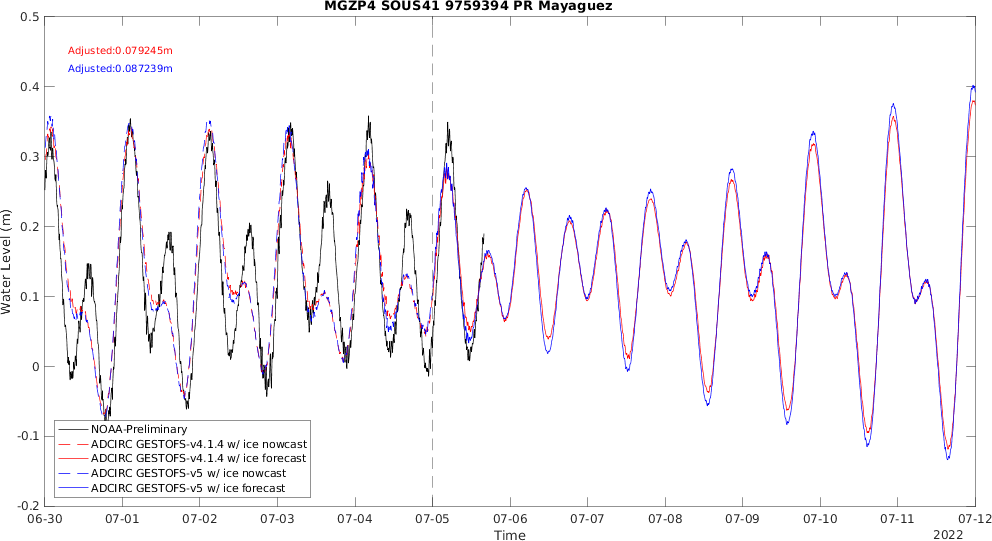 MGZP4 SOUS41 9759394 PR Mayaguez
Adjusted:0.079245m
Adjusted:0.087239m
Water Level (m)
0.5
0.4
0.3
0.2
0.1
0
-0.1
-0.2
NOAA-Preliminary
ADCIRC GESTOFS-v4.1.4 w/ ice nowcast
ADCIRC GESTOFS-v4.1.4 w/ ice forecast
ADCIRC GESTOFS-v5 w/ ice nowcast
ADCIRC GESTOFS-v5 w/ ice forecast
06-30 07-01 07-02 07-03 07-04 07-05 07-06 07-07 07-08 07-09 07-10 07-11 07-12
Time
2022